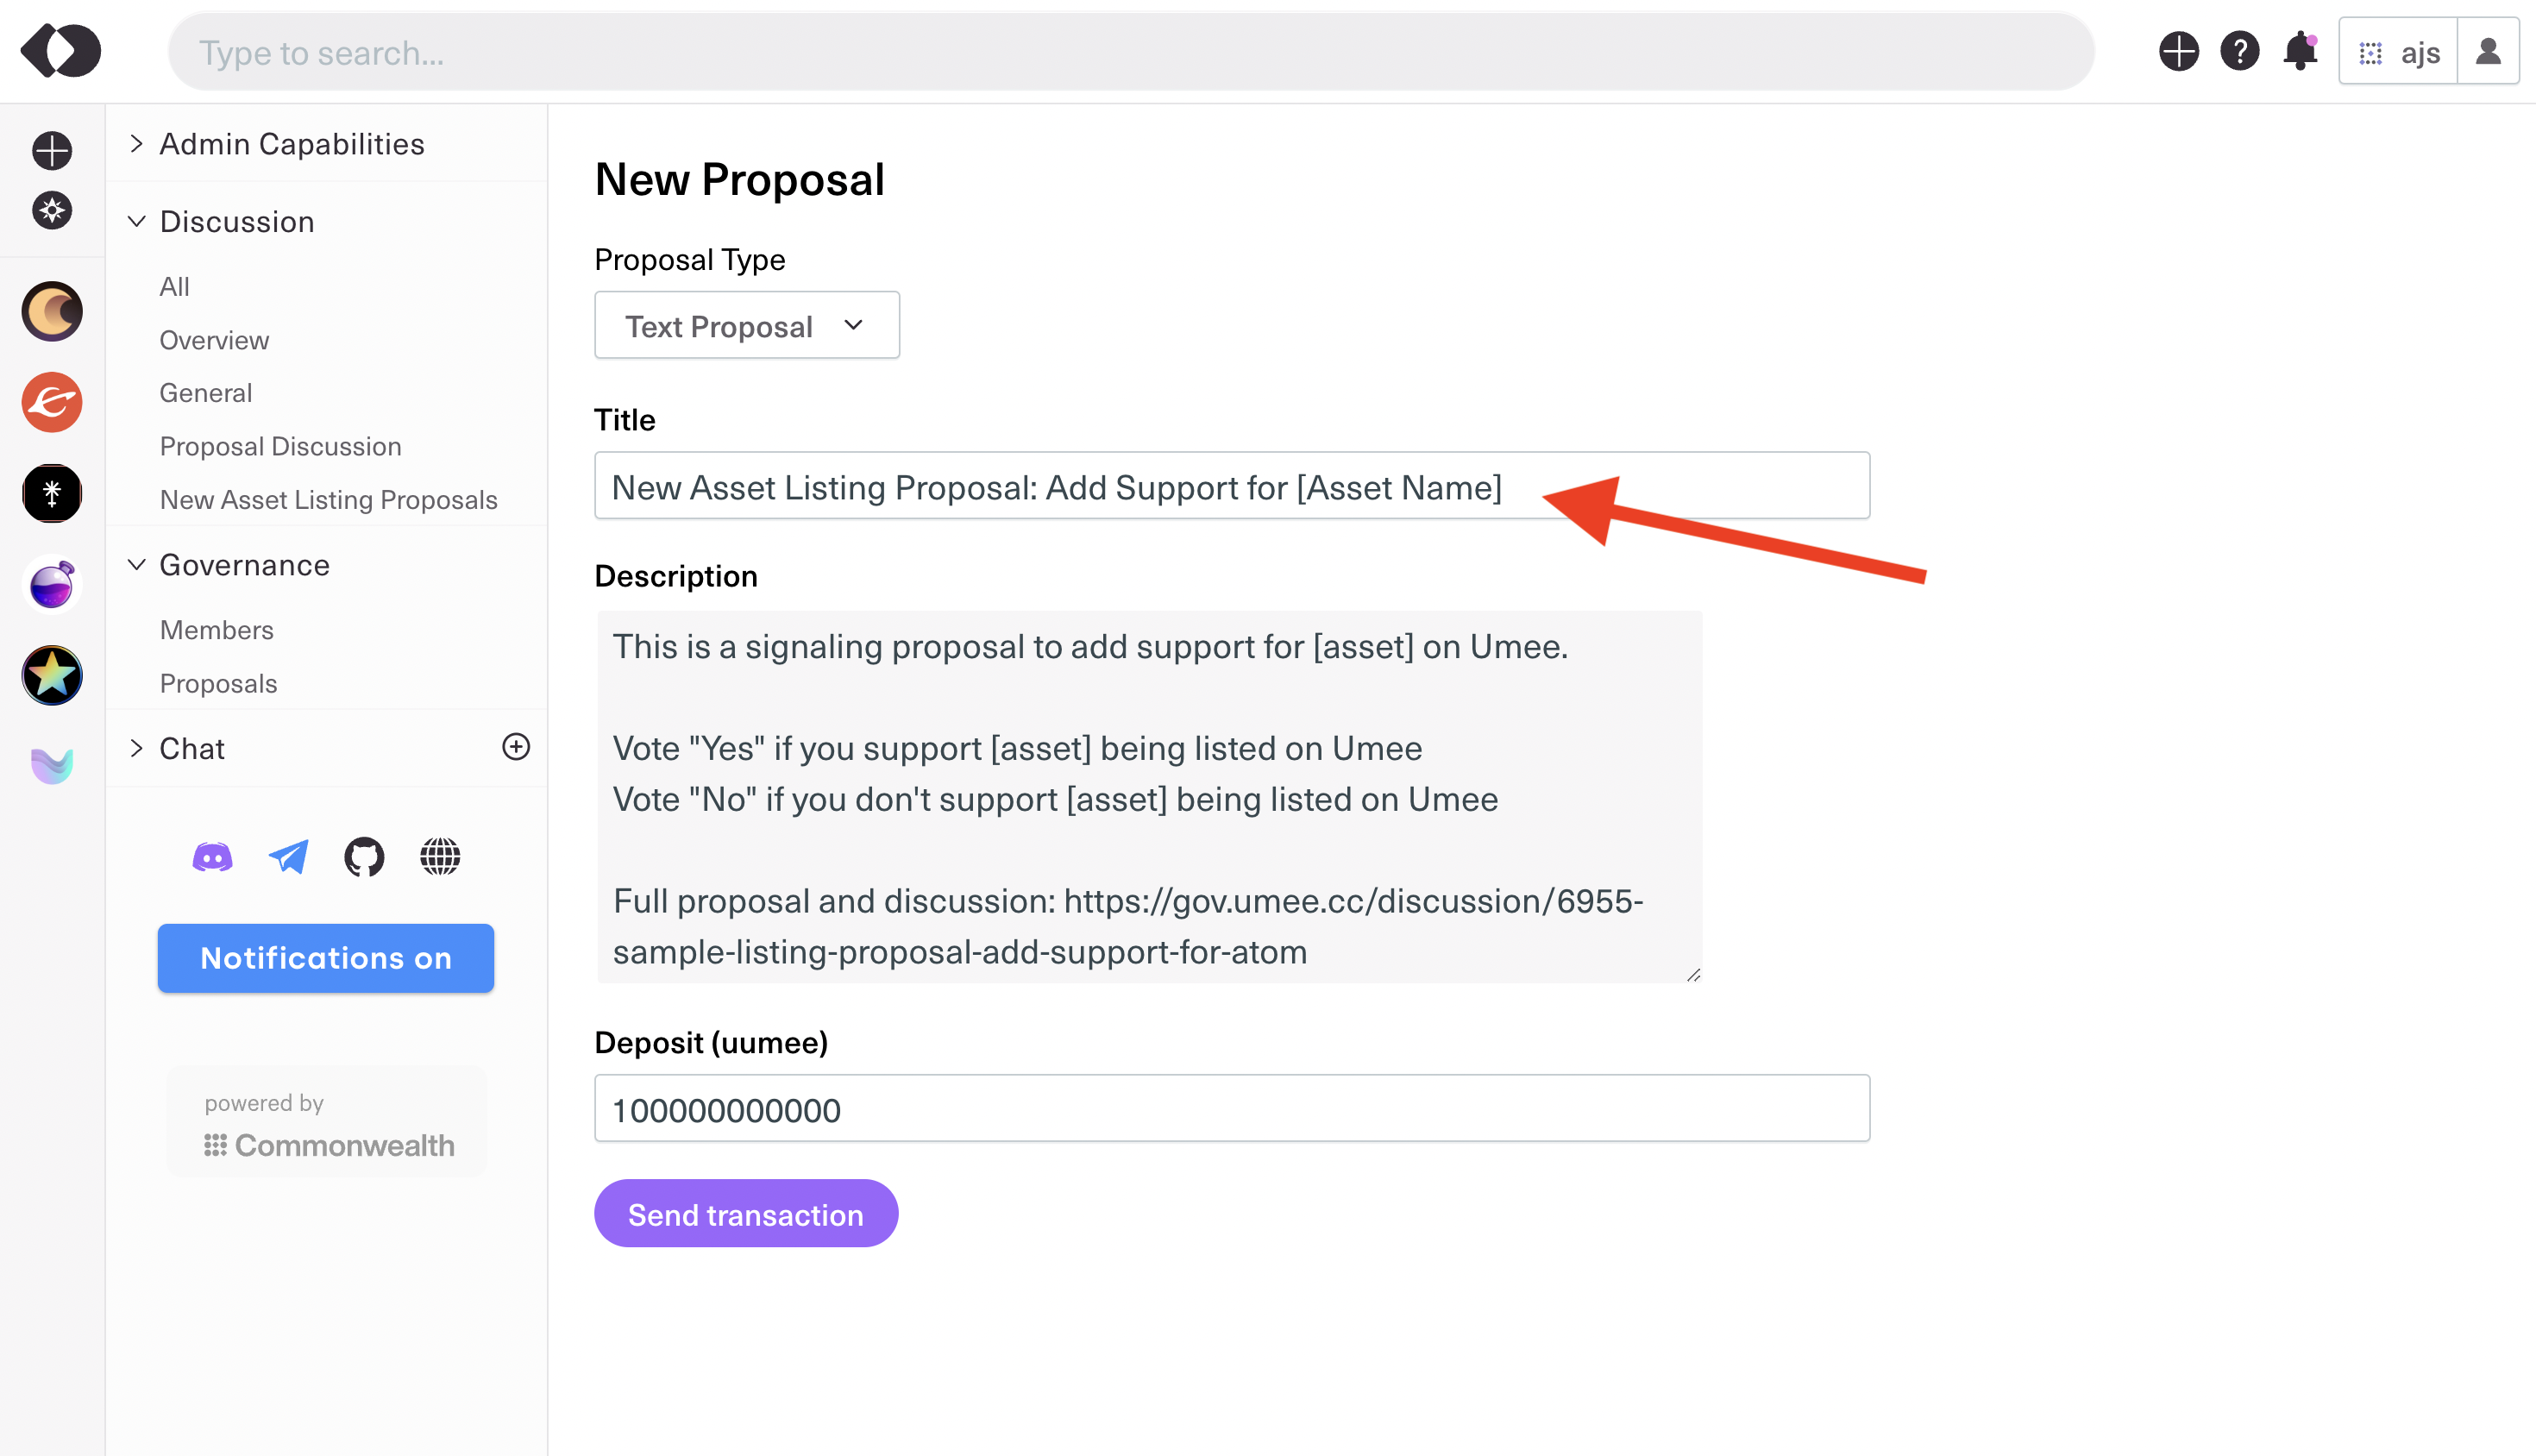 Type to search...
ajs
Admin Capabilities
Discussion
All
Overview
General
Proposal Discussion
New Asset Listing Proposals
Governance
Members
Proposals
Chat
Notifications on
powered by
Commonwealth
New Proposal
Proposal Type
Text Proposal
Title
New Asset Listing Proposal: Add Support for [Asset Name]
Description
This is a signaling proposal to add support for [asset] on Umee.
Vote "Yes" if you support [asset] being listed on Umee
Vote "No" if you don't support [asset] being listed on Umee
Full proposal and discussion: https://gov.umee.cc/discussion/6955-
sample-listing-proposal-add-support-for-atom
Deposit (uumee)
100000000000
Send transaction